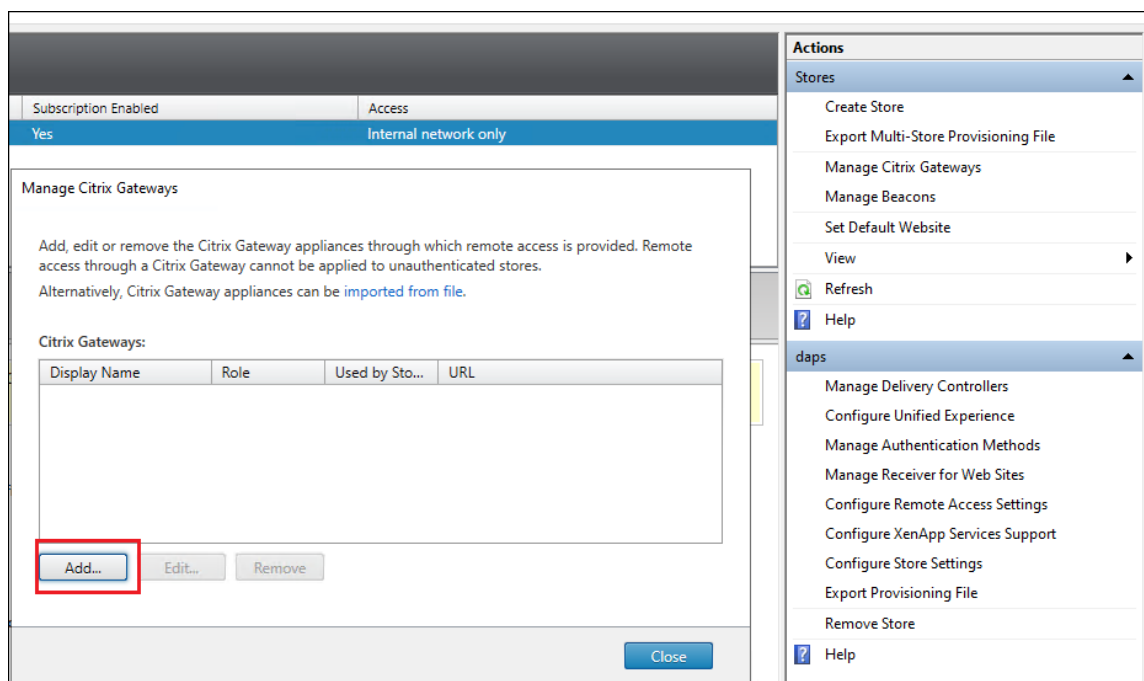 Subscription Enabled
Access
Yes
Internal network only
Manage Citrix Gateways
Add, edit or remove the Citrix Gateway appliances through which remote access is provided. Remote
access through a Citrix Gateway cannot be applied to unauthenticated stores.
Alternatively, Citrix Gateway appliances can be imported from file.
Citrix Gateways:
Display Name
Role
Used by Sto...
URL
Add...
Edit...
Remove
Close
Actions
Stores
Create Store
Export Multi-Store Provisioning File
Manage Citrix Gateways
Manage Beacons
Set Default Website
View
Refresh
Help
daps
Manage Delivery Controllers
Configure Unified Experience
Manage Authentication Methods
Manage Receiver for Web Sites
Configure Remote Access Settings
Configure XenApp Services Support
Configure Store Settings
Export Provisioning File
Remove Store
Help